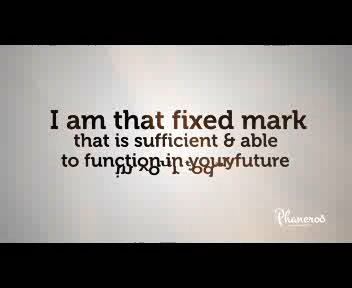 I am that fixed mark
that is sufficient & able
to function in your future
Phaneroo